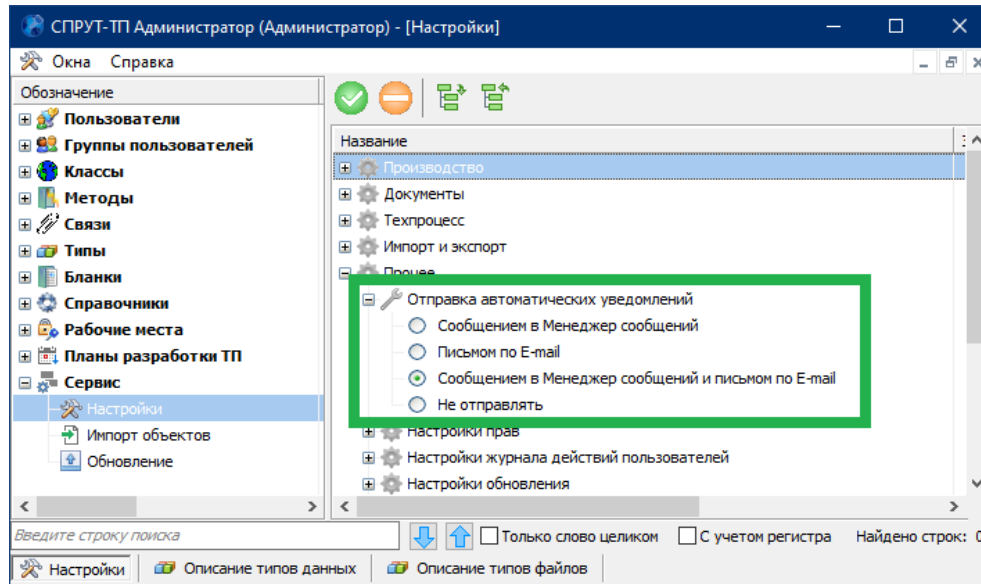 СПРУТ-ТП Администратор (Администратор) - [Настройки]
Окна Справка
Обозначение
Пользователи
Группы пользователей
Классы
Методы
Связи
Типы
Бланки
Справочники
Рабочие места
Планы разработки ТП
Сервис
Настройки
Импорт объектов
Обновление
Название
Производство
Документы
Техпроцесс
Импорт и экспорт
Прочее
Отправка автоматических уведомлений
Сообщением в Менеджер сообщений
Письмом по E-mail
Сообщением в Менеджер сообщений и письмом по E-mail
Не отправлять
Настройки прав
Настройки журнала действий пользователей
Настройки обновления
Введите строку поиска
Только слово целиком
С учетом регистра
Найдено строк: 0
Настройки
Описание типов данных
Описание типов файлов